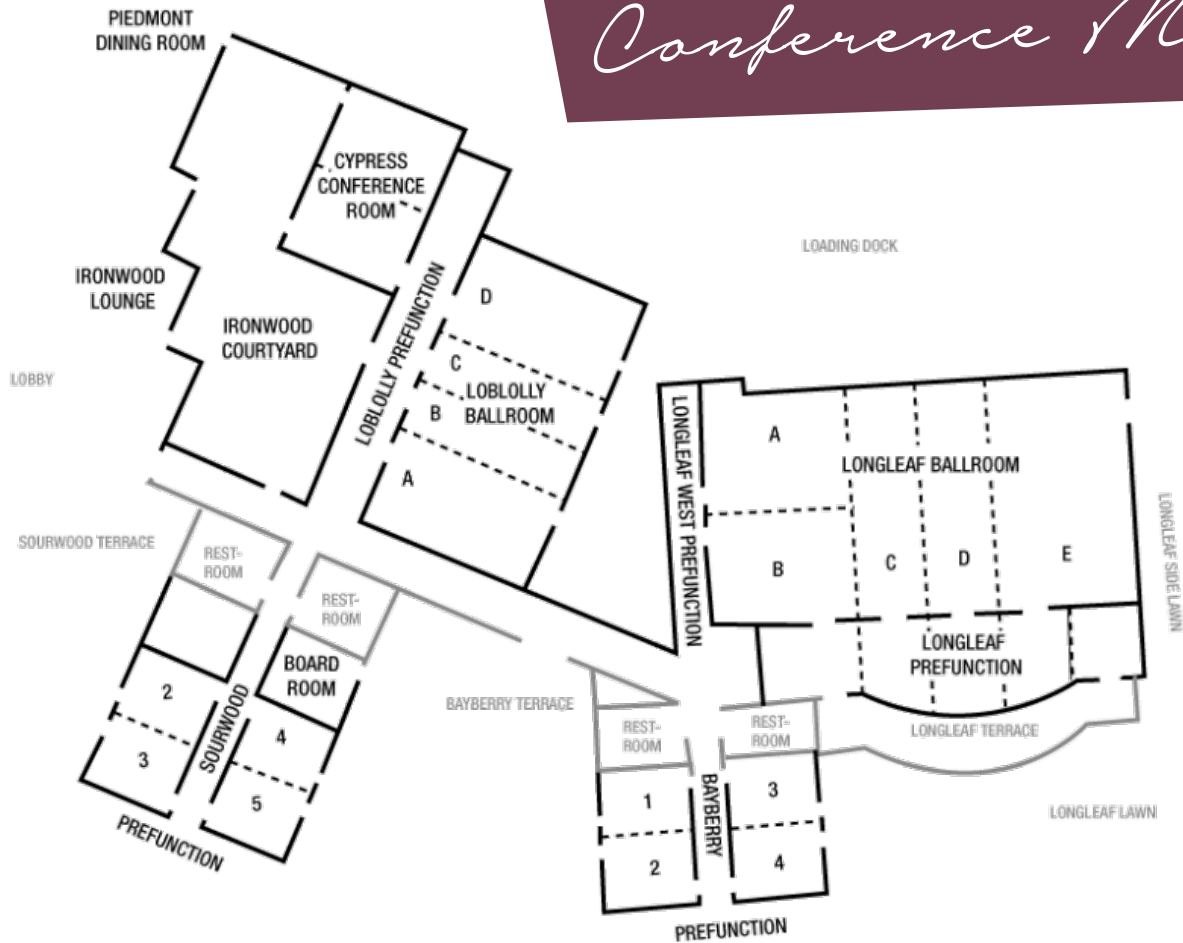 Conference M
PIEDMONT
DINING ROOM
CYPRESS
CONFERENCE
ROOM
IRONWOOD
LOUNGE
IRONWOOD
COURTYARD
LOBBY
LOBLOLLY PREFUNCTION
D
C
LOBLOLLY
B
BALLROOM
A
LOADING DOCK
LONGLEAF WEST PREFUNCTION
A
LONGLEAF BALLROOM
B
C
D
E
LONGLEAF
PREFUNCTION
LONGLEAF SIDE LAWN
LONGLEAF TERRACE
LONGLEAF LAWN
SOURWOOD TERRACE
REST-
ROOM
REST-
ROOM
BOARD
ROOM
2
3
SOURWOOD
4
5
PREFUNCTION
BAYBERRY TERRACE
REST-
ROOM
REST-
ROOM
1
2
BAYBERRY
3
4
PREFUNCTION